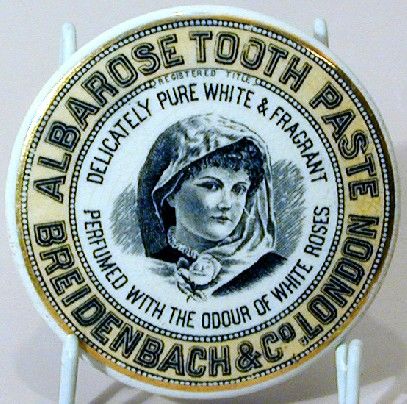 ALBAROSE TOOTH PASTE
REGISTERED TITLE
DELICATELY PURE WHITE & FRAGRANT
PERFUMED WITH THE ODOUR OF WHITE ROSES
BREIDENBACH & CO. LONDON